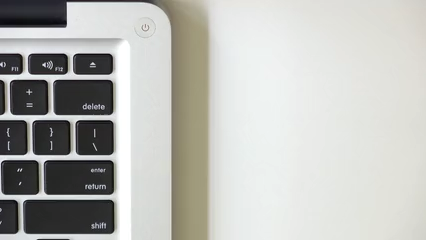 F11 F12
+ =
delete
{ [ } ] | \
" '
enter
return
shift